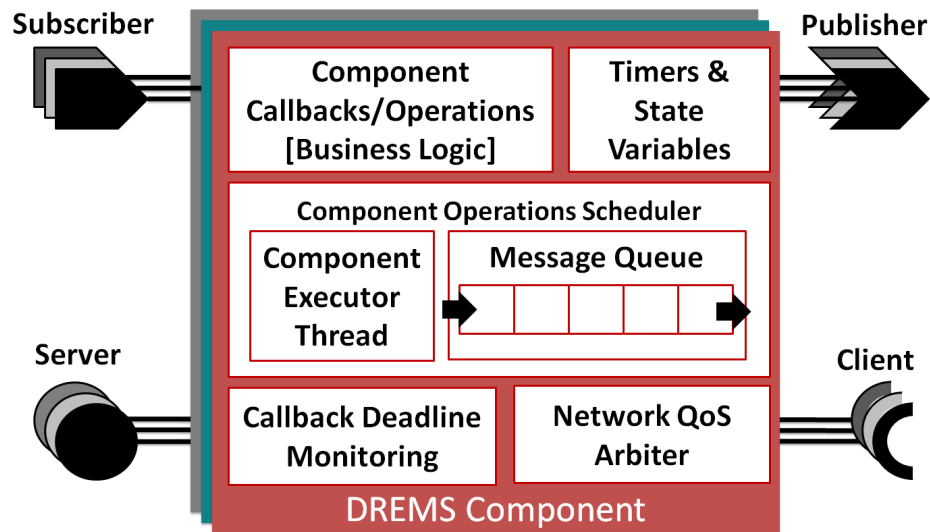 Subscriber
Publisher
Component
Callbacks/Operations
[Business Logic]
Timers &
State
Variables
Component Operations Scheduler
Component
Executor
Thread
Message Queue
Server
Client
Callback Deadline
Monitoring
Network QoS
Arbiter
DREMS Component